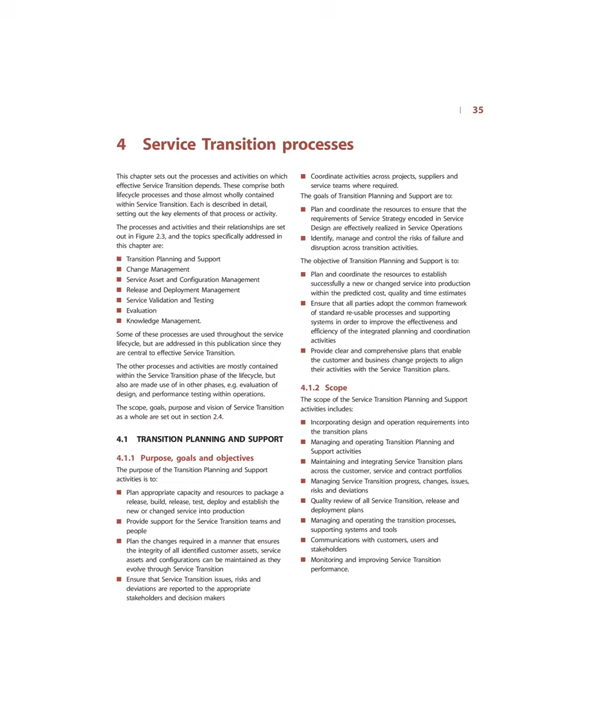 35
4 Service Transition processes
This chapter sets out the processes and activities on which
effective Service Transition depends. These comprise both
lifecycle processes and those almost wholly contained
within Service Transition. Each is described in detail,
setting out the key elements of that process or activity.
The processes and activities and their relationships are set
out in Figure 2.3, and the topics specifically addressed in
this chapter are:
■ Transition Planning and Support
■ Change Management
■ Service Asset and Configuration Management
■ Release and Deployment Management
■ Service Validation and Testing
■ Evaluation
■ Knowledge Management.
Some of these processes are used throughout the service
lifecycle, but are addressed in this publication since they
are central to effective Service Transition.
The other processes and activities are mostly contained
within the Service Transition phase of the lifecycle, but
also are made use of in other phases, e.g. evaluation of
design, and performance testing within operations.
The scope, goals, purpose and vision of Service Transition
as a whole are set out in section 2.4.
4.1 TRANSITION PLANNING AND SUPPORT
4.1.1 Purpose, goals and objectives
The purpose of the Transition Planning and Support
activities is to:
■ Plan appropriate capacity and resources to package a
release, build, release, test, deploy and establish the
new or changed service into production
■ Provide support for the Service Transition teams and
people
■ Plan the changes required in a manner that ensures
the integrity of all identified customer assets, service
assets and configurations can be maintained as they
evolve through Service Transition
■ Ensure that Service Transition issues, risks and
deviations are reported to the appropriate
stakeholders and decision makers
■ Coordinate activities across projects, suppliers and
service teams where required.
The goals of Transition Planning and Support are to:
■ Plan and coordinate the resources to ensure that the
requirements of Service Strategy encoded in Service
Design are effectively realized in Service Operations
■ Identify, manage and control the risks of failure and
disruption across transition activities.
The objective of Transition Planning and Support is to:
■ Plan and coordinate the resources to establish
successfully a new or changed service into production
within the predicted cost, quality and time estimates
■ Ensure that all parties adopt the common framework
of standard re-usable processes and supporting
systems in order to improve the effectiveness and
efficiency of the integrated planning and coordination
activities
■ Provide clear and comprehensive plans that enable
the customer and business change projects to align
their activities with the Service Transition plans.
4.1.2 Scope
The scope of the Service Transition Planning and Support
activities includes:
■ Incorporating design and operation requirements into
the transition plans
■ Managing and operating Transition Planning and
Support activities
■ Maintaining and integrating Service Transition plans
across the customer, service and contract portfolios
■ Managing Service Transition progress, changes, issues,
risks and deviations
■ Quality review of all Service Transition, release and
deployment plans
■ Managing and operating the transition processes,
supporting systems and tools
■ Communications with customers, users and
stakeholders
■ Monitoring and improving Service Transition
performance.